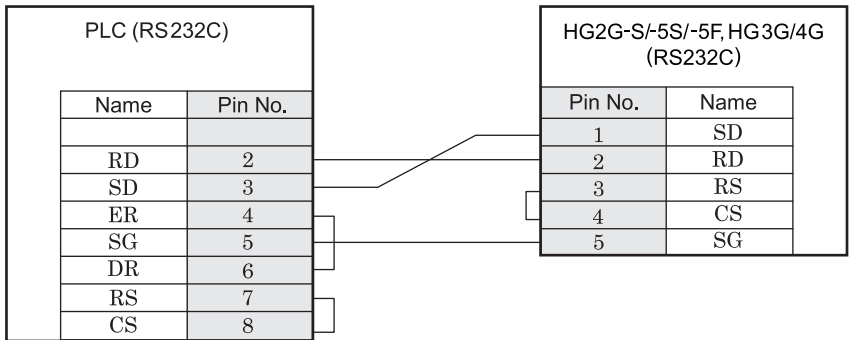 PLC (RS232C)
Name Pin No.
RD 2
SD 3
ER 4
SG 5
DR 6
RS 7
CS 8
HG2G-S/-5S/-5F, HG3G/4G
(RS232C)
Pin No. Name
1 SD
2 RD
3 RS
4 CS
5 SG